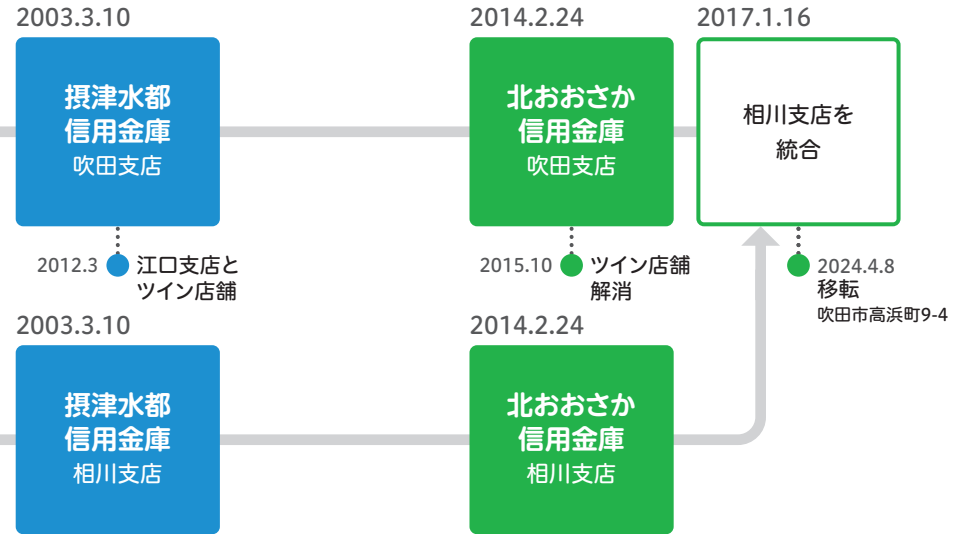 2003.3.10
摂津水都
信用金庫
吹田支店
2012.3
江口支店と
ツイン店舗
2014.2.24
北おおさか
信用金庫
吹田支店
2015.10
ツイン店舗
解消
2017.1.16
相川支店を
統合
2024.4.8
移転
吹田市高浜町9-4
2003.3.10
摂津水都
信用金庫
相川支店
2014.2.24
北おおさか
信用金庫
相川支店